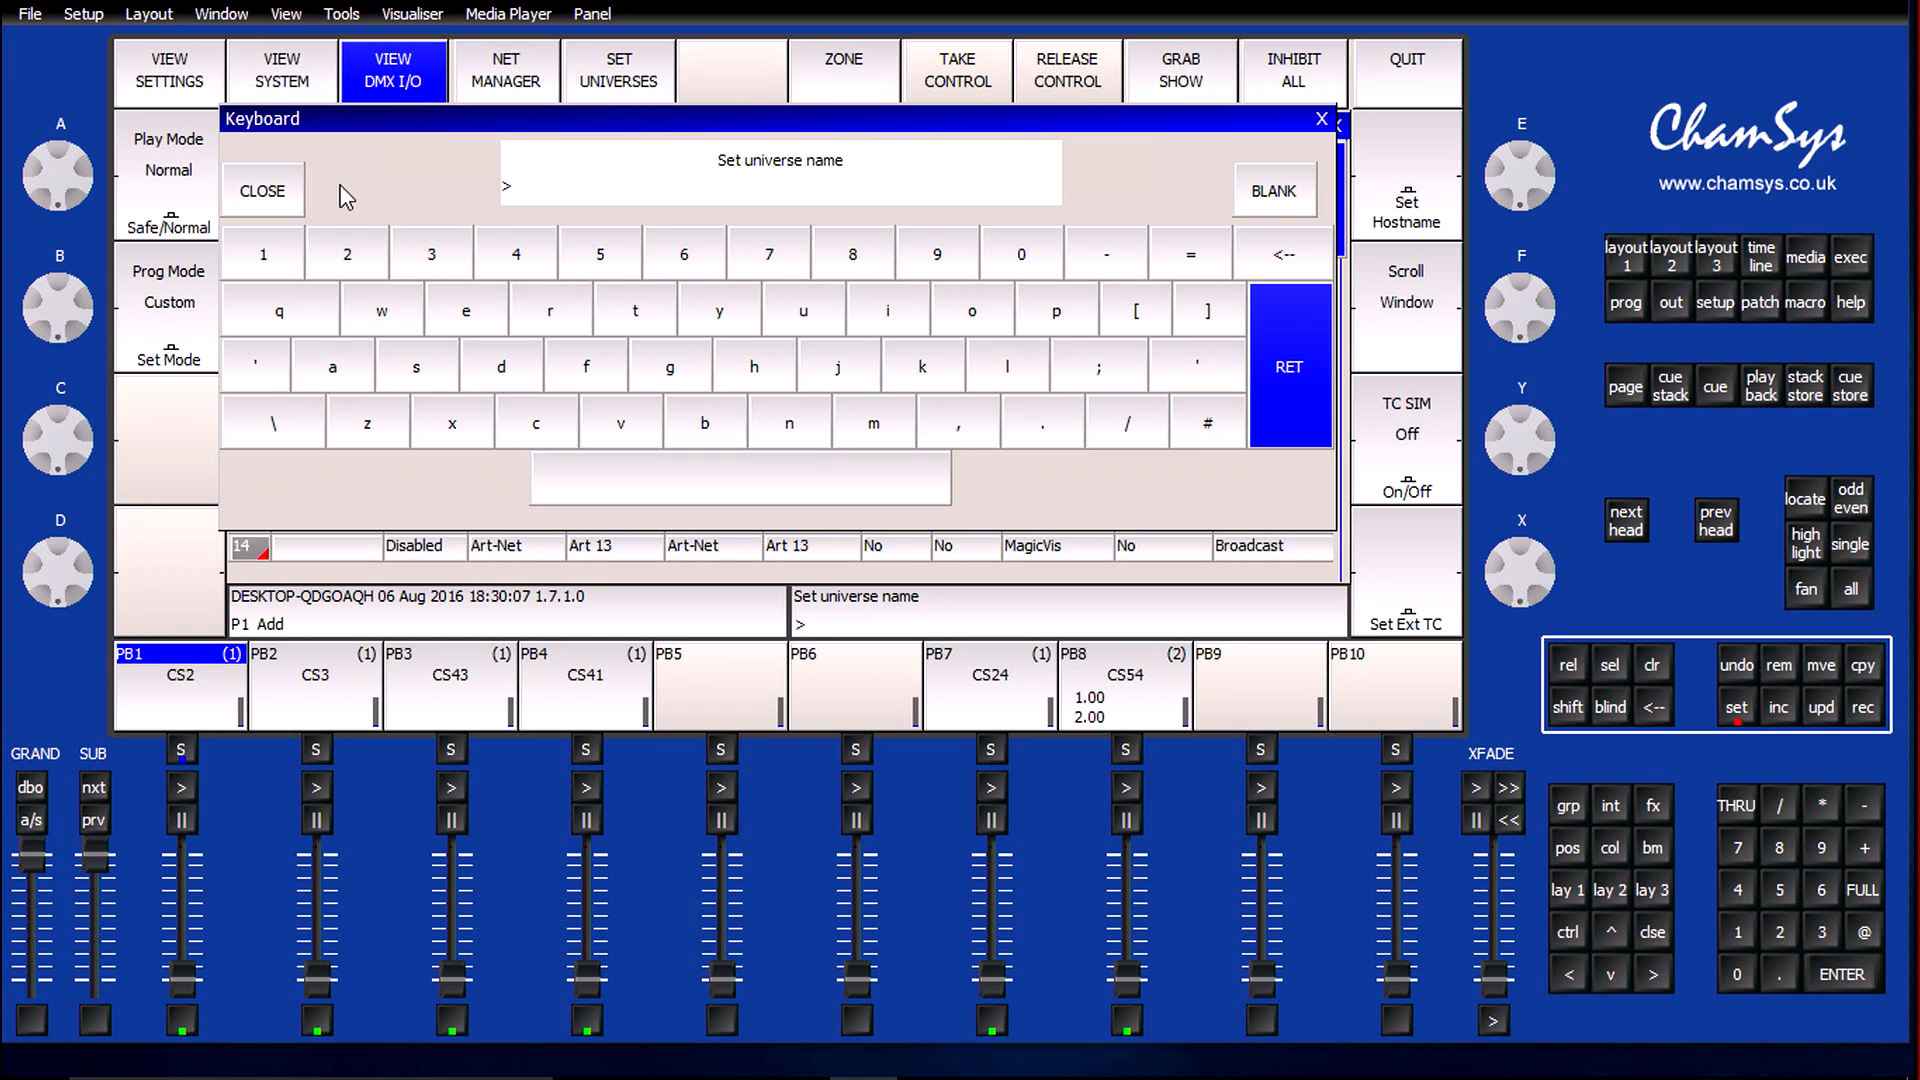 File Setup Layout Window View Tools Visualiser Media Player Panel
VIEW SETTINGS
VIEW SYSTEM
VIEW DMX I/O
NET MANAGER
SET UNIVERSES
ZONE
TAKE CONTROL
RELEASE CONTROL
GRAB SHOW
INHIBIT ALL
QUIT
Keyboard X
Set universe name
>
CLOSE
BLANK
1 2 3 4 5 6 7 8 9 0 - = <--
q w e r t y u i o p [ ]
RET
' a s d f g h j k l ; '
\ z x c v b n m , . / #
A
Play Mode
Normal
Safe/Normal
B
Prog Mode
Custom
Set Mode
C
D
E
Set
Hostname
F
Scroll
Window
Y
TC SIM
Off
On/Off
X
Set Ext TC
14 Disabled Art-Net Art 13 Art-Net Art 13 No No MagicVis No Broadcast
DESKTOP-QDGOAQH 06 Aug 2016 18:30:07 1.7.1.0
P1 Add
Set universe name
>
PB1 (1) PB2 (1) PB3 (1) PB4 (1) PB5 PB6 PB7 (1) PB8 (2) PB9 PB10
CS2 CS3 CS43 CS41 CS24 CS54
1.00
2.00
GRAND SUB
S S S S S S S S S S
XFADE
dbo nxt > > > > > > > > > > > >>
a/s prv || || || || || || || || || || || <<
>
ChamSys
www.chamsys.co.uk
layout 1 layout 2 layout 3 time line media exec
prog out setup patch macro help
page cue stack cue play back stack store cue store
next head prev head
locate odd even
high light single
fan all
rel sel clr undo rem mve cpy
shift blind <-- set inc upd rec
grp int fx THRU / * -
pos col bm 7 8 9 +
lay 1 lay 2 lay 3 4 5 6 FULL
ctrl ^ clse 1 2 3 @
< v > 0 . ENTER